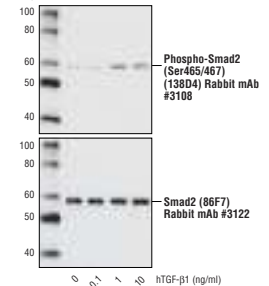 100
80
60
50
40
Phospho-Smad2
(Ser465/467)
(138D4) Rabbit mAb
#3108
100
80
60
50
40
Smad2 (86F7)
Rabbit mAb #3122
0 0.1 1 10 hTGF-β1 (ng/ml)